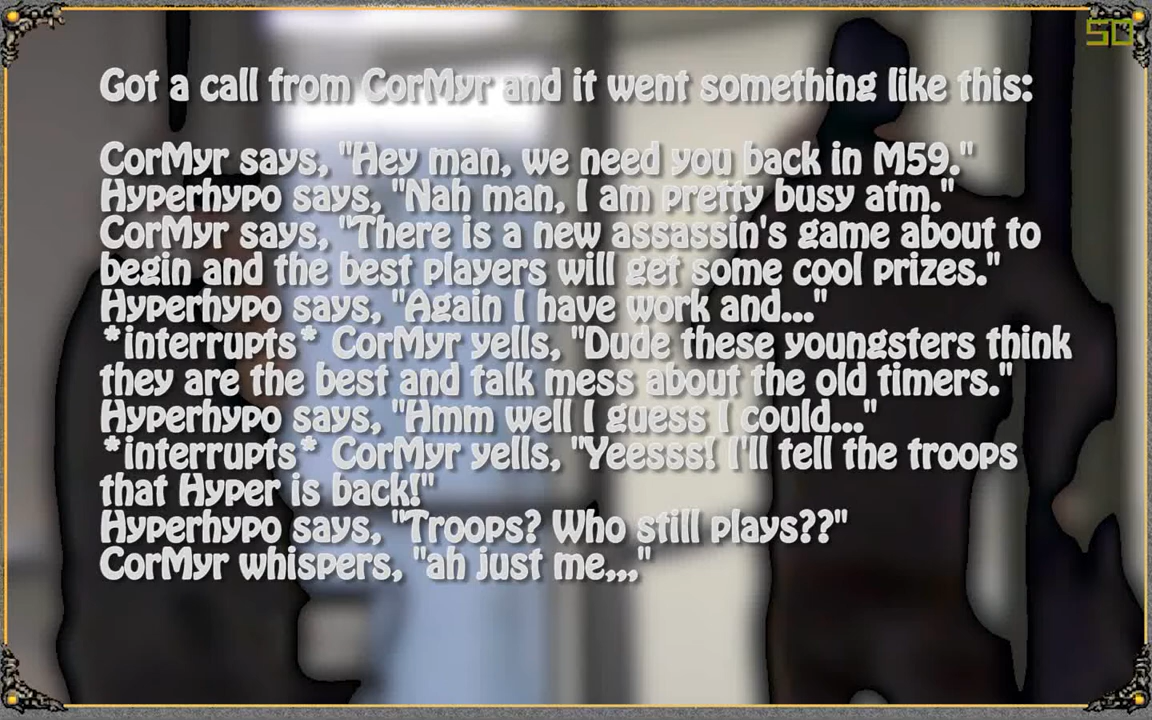 50
Got a call from CorMyr and it went something like this:
CorMyr says, "Hey man, we need you back in M59."
Hyperhypo says, "Nah man, I am pretty busy atm."
CorMyr says, "There is a new assassin's game about to
begin and the best players will get some cool prizes."
Hyperhypo says, "Again I have work and..."
*interrupts* CorMyr yells, "Dude these youngsters think
they are the best and talk mess about the old timers."
Hyperhypo says, "Hmm well I guess I could..."
*interrupts* CorMyr yells, "Yeesss! I'll tell the troops
that Hyper is back!"
Hyperhypo says, "Troops? Who still plays??"
CorMyr whispers, "ah just me,,,"